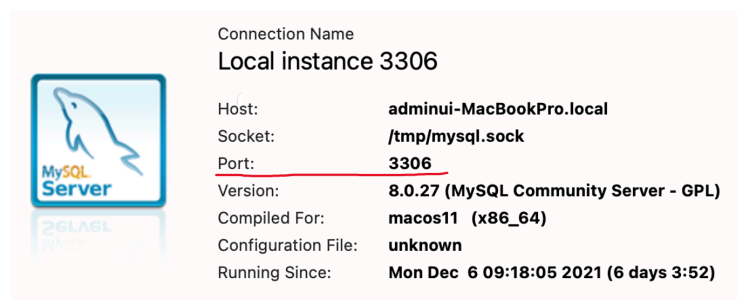 Connection Name
Local instance 3306
Host: adminui-MacBookPro.local
Socket: /tmp/mysql.sock
Port: 3306
MySQL.
Server
Version: 8.0.27 (MySQL Community Server - GPL)
Compiled For: macos11 (x86_64)
Configuration File: unknown
Running Since: Mon Dec 6 09:18:05 2021 (6 days 3:52)